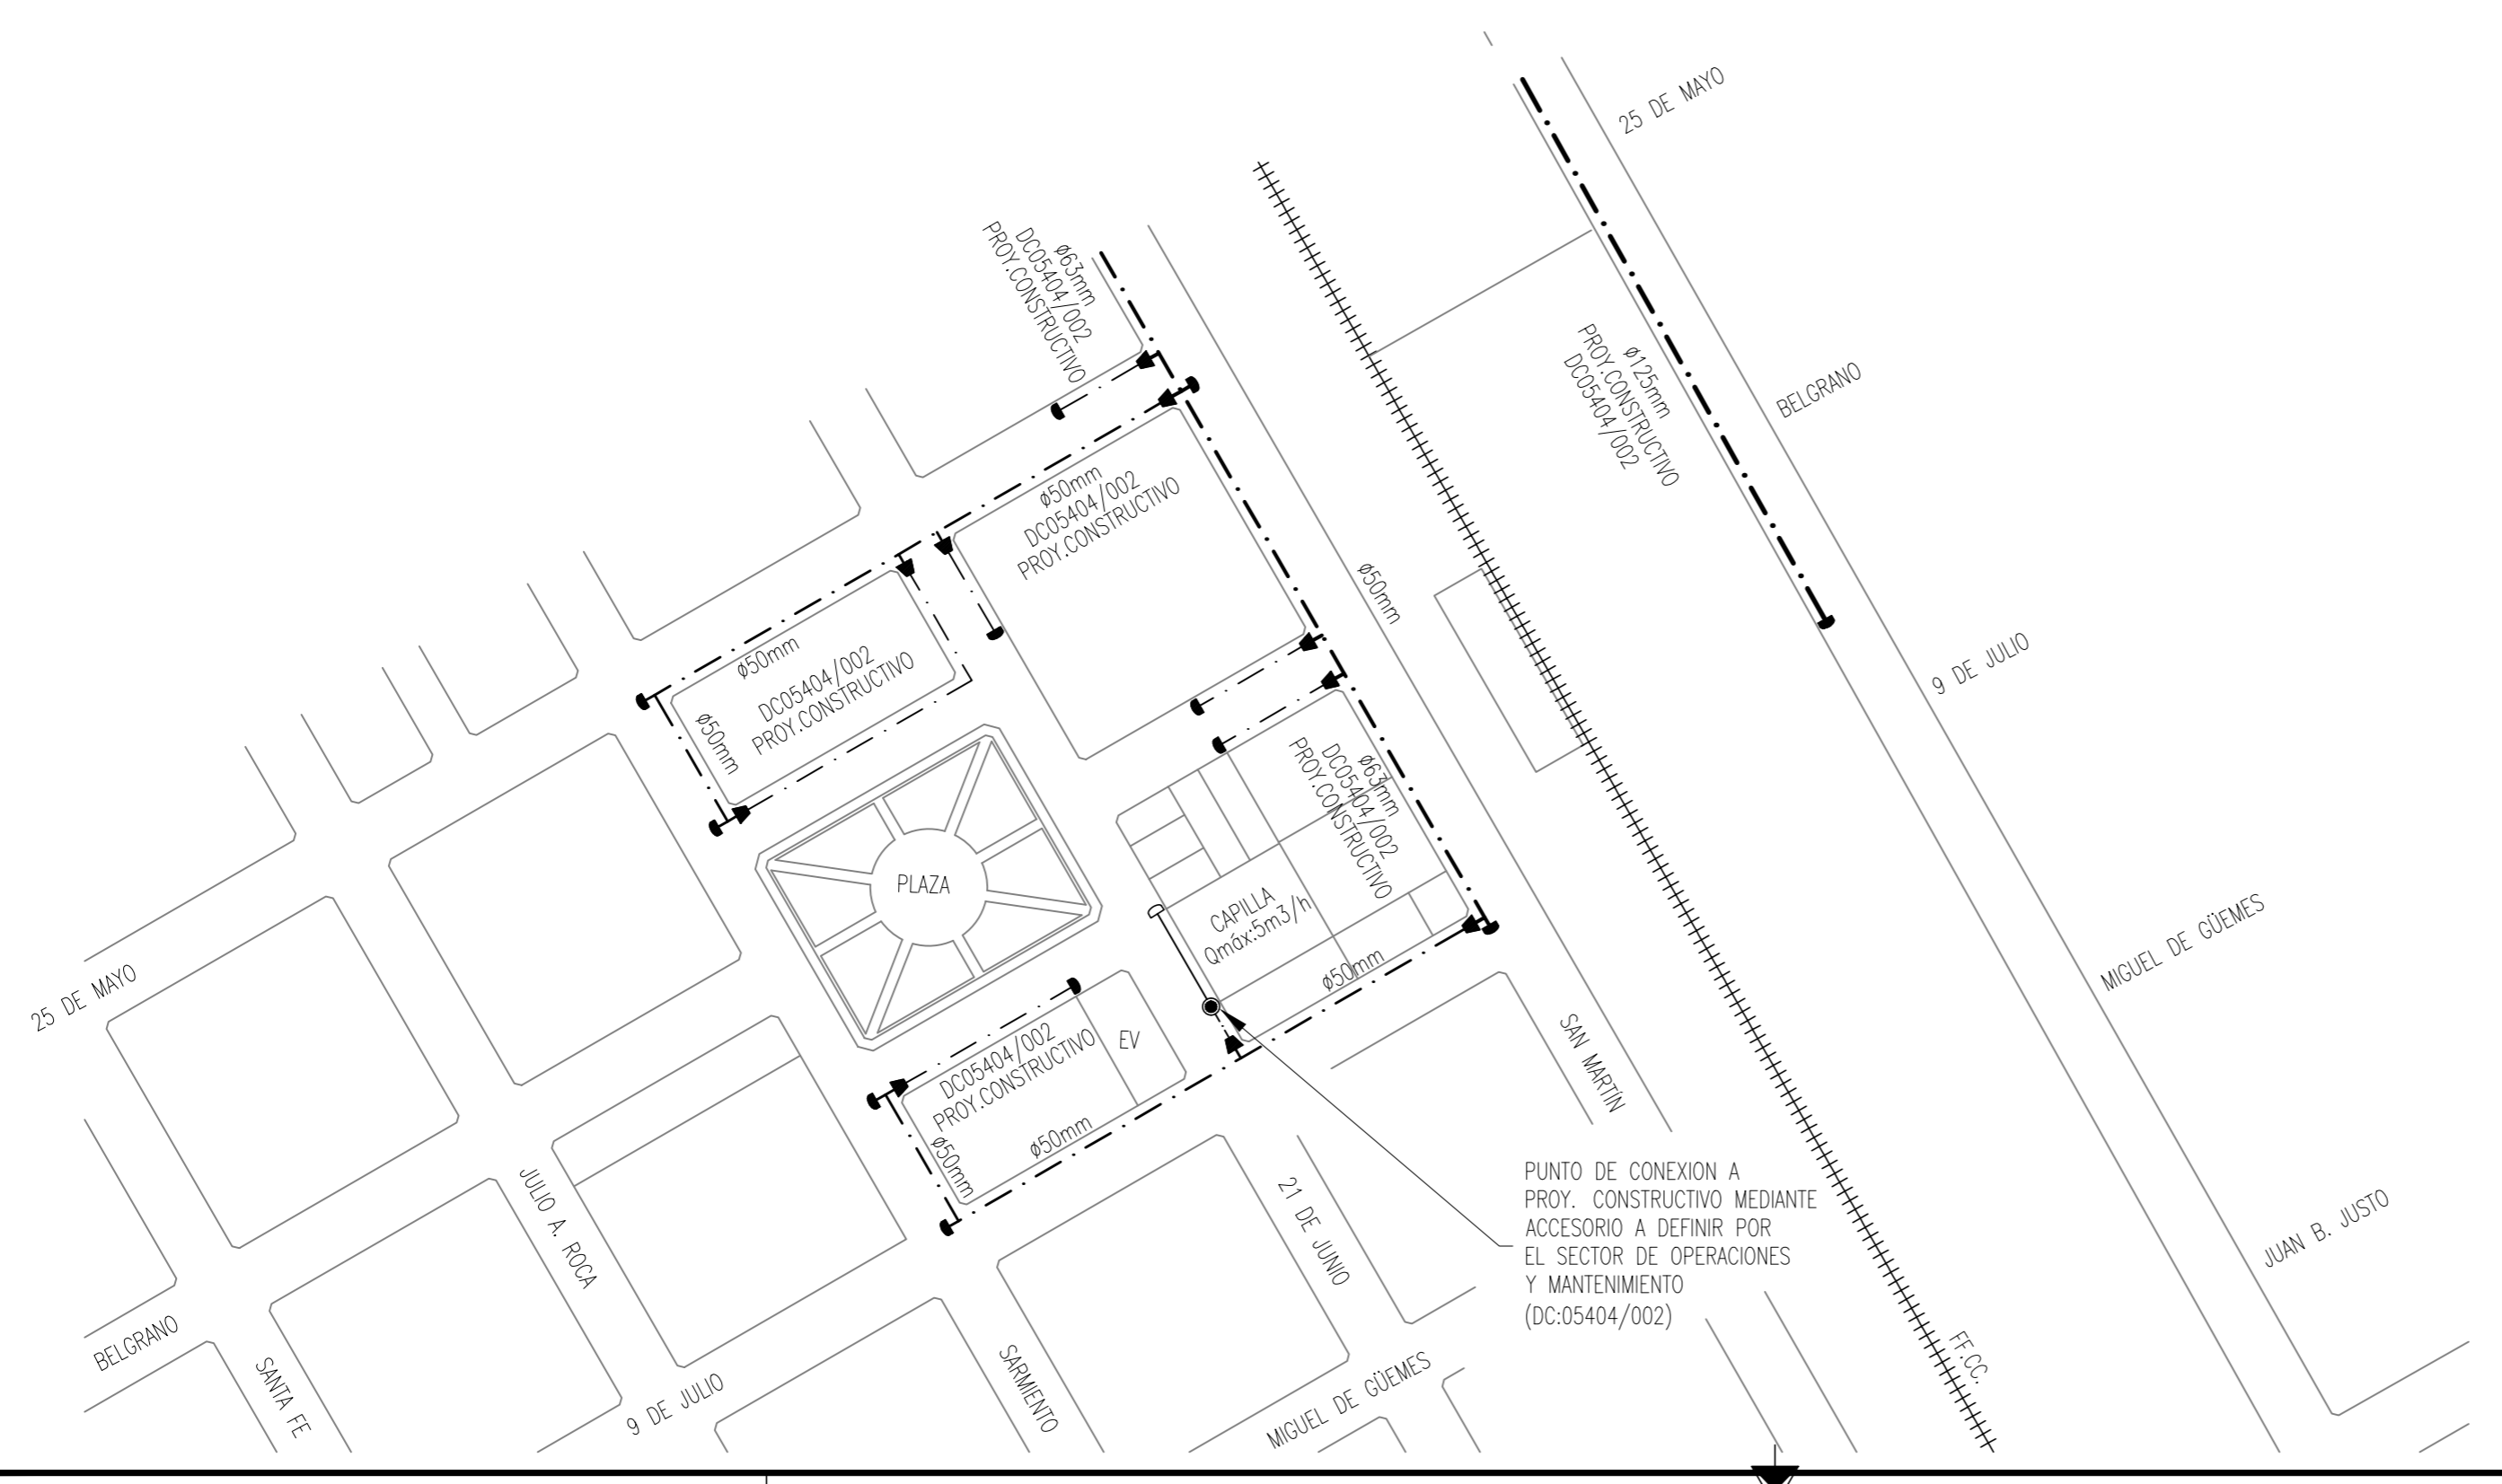 25 DE MAYO
ø63mm
DC05404/002
PROY.CONSTRUCTIVO
ø125mm
PROY.CONSTRUCTIVO
DC05404/002
BELGRANO
ø50mm
DC05404/002
PROY.CONSTRUCTIVO
ø50mm
ø50mm
DC05404/002
PROY.CONSTRUCTIVO
ø50mm
9 DE JULIO
ø63mm
DC05404/002
PROY.CONSTRUCTIVO
PLAZA
CAPILLA
Qmáx:5m3/h
ø50mm
MIGUEL DE GÜEMES
25 DE MAYO
DC05404/002
PROY.CONSTRUCTIVO
EV
ø50mm
ø50mm
SAN MARTÍN
PUNTO DE CONEXION A
PROY. CONSTRUCTIVO MEDIANTE
ACCESORIO A DEFINIR POR
EL SECTOR DE OPERACIONES
Y MANTENIMIENTO
(DC:05404/002)
JULIO A. ROCA
21 DE JUNIO
JUAN B. JUSTO
BELGRANO
SANTA FE
9 DE JULIO
SARMIENTO
MIGUEL DE GÜEMES
FF.CC.